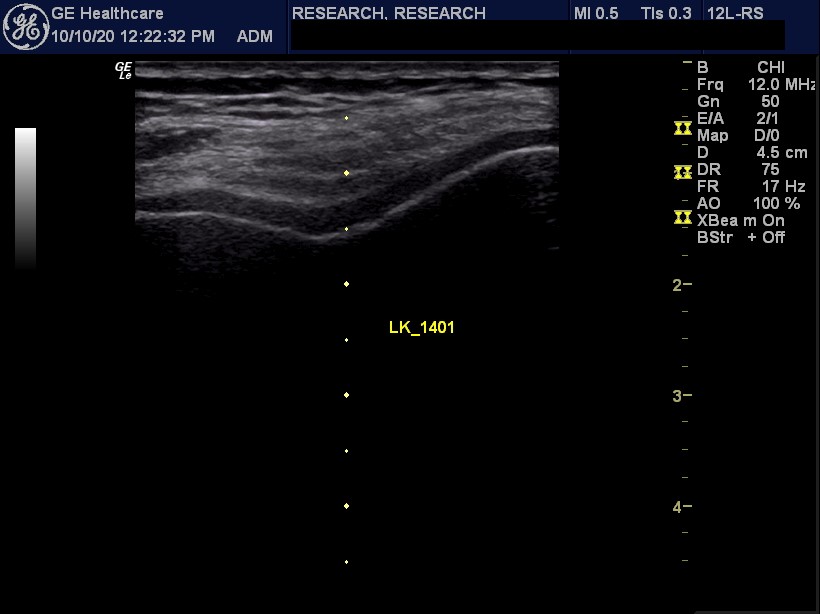 GE Healthcare
10/10/20 12:22:32 PM ADM
RESEARCH, RESEARCH
MI 0.5 TIs 0.3 12L-RS
GE
Le
B CHI
Frq 12.0 MHz
Gn 50
E/A 2/1
Map D/0
D 4.5 cm
DR 75
FR 17 Hz
AO 100 %
XBeam On
BStr + Off
2
LK_1401
3
4